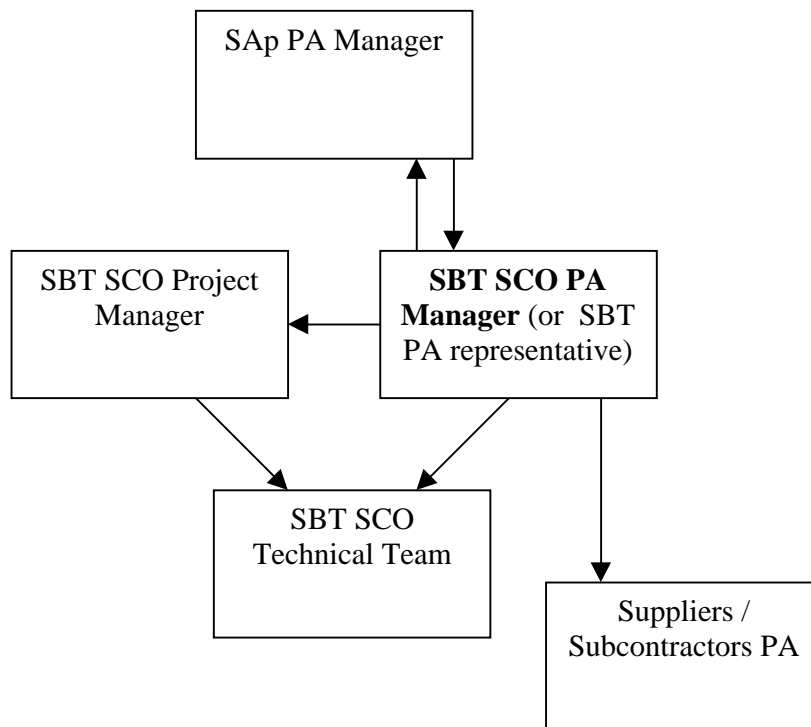 SAp PA Manager
SBT SCO Project
Manager
SBT SCO PA
Manager (or SBT
PA representative)
SBT SCO
Technical Team
Suppliers /
Subcontractors PA